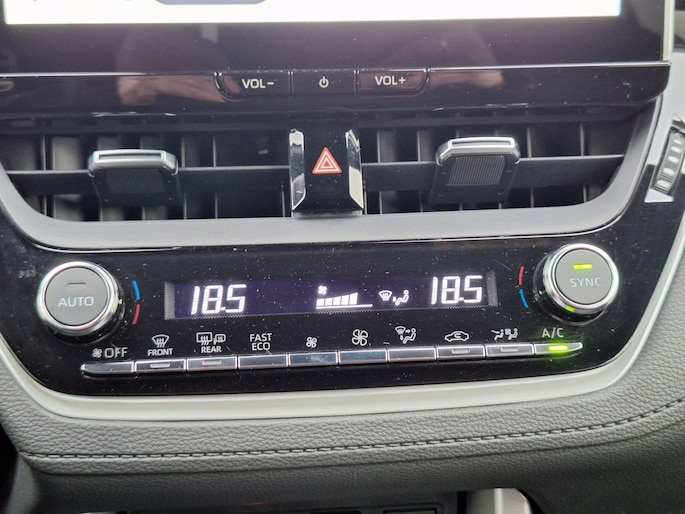 VOL−
VOL+
AUTO
18.5
18.5
SYNC
OFF
FRONT
REAR
FAST
ECO
A/C